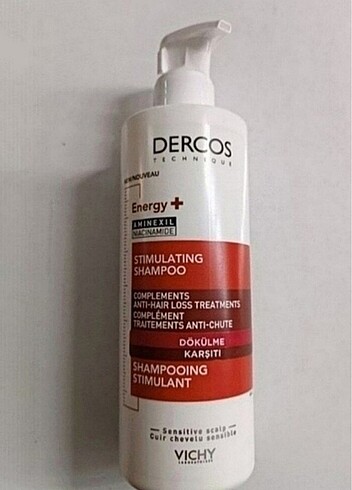 DERCOS
TECHNIQUE
NEW/NOUVEAU
Energy+
AMINEXIL
NIACINAMIDE
STIMULATING
SHAMPOO
COMPLEMENTS
ANTI-HAIR LOSS TREATMENTS
COMPLÉMENT
TRAITEMENTS ANTI-CHUTE
DÖKÜLME
KARŞITI
SHAMPOOING
STIMULANT
Sensitive scalp
Cuir chevelu sensible
VICHY
LABORATOIRES